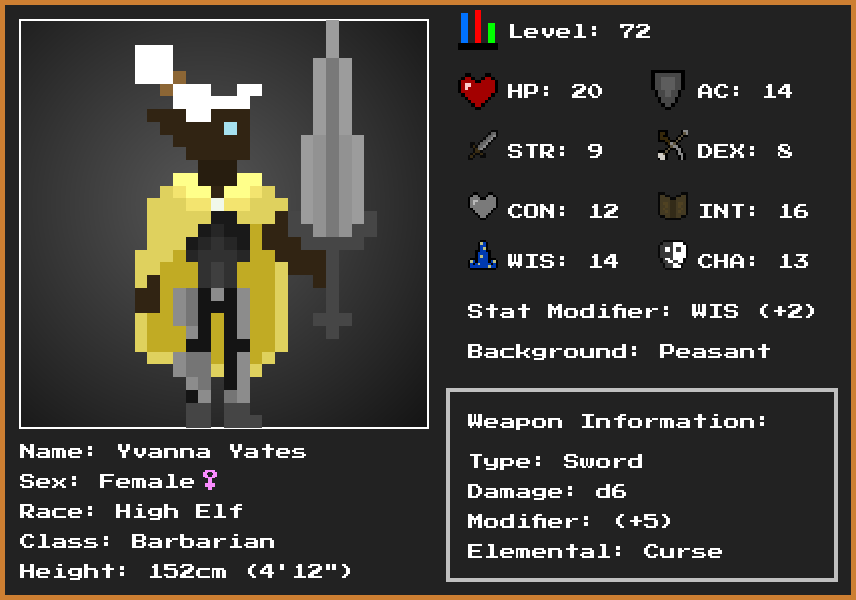 Level: 72
HP: 20
AC: 14
STR: 9
DEX: 8
CON: 12
INT: 16
WIS: 14
CHA: 13
Stat Modifier: WIS (+2)
Background: Peasant
Weapon Information:
Type: Sword
Damage: d6
Modifier: (+5)
Elemental: Curse
Name: Yvanna Yates
Sex: Female♀
Race: High Elf
Class: Barbarian
Height: 152cm (4'12")